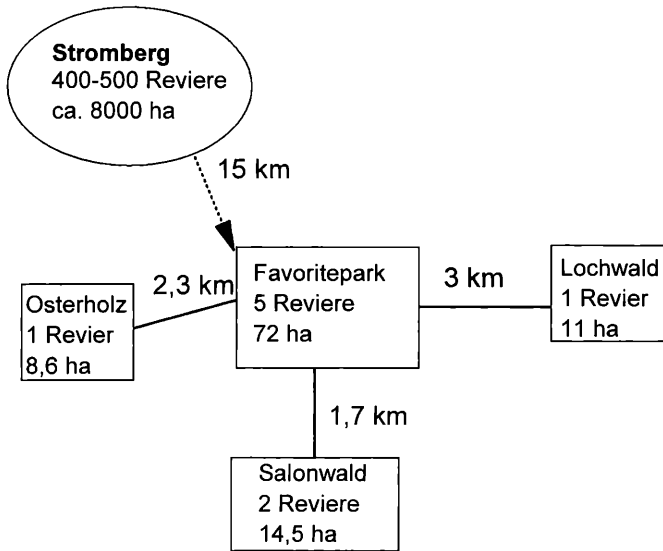 Stromberg
400-500 Reviere
ca. 8000 ha
15 km
Favoritepark
5 Reviere
72 ha
2,3 km
Osterholz
1 Revier
8,6 ha
3 km
Lochwald
1 Revier
11 ha
1,7 km
Salonwald
2 Reviere
14,5 ha